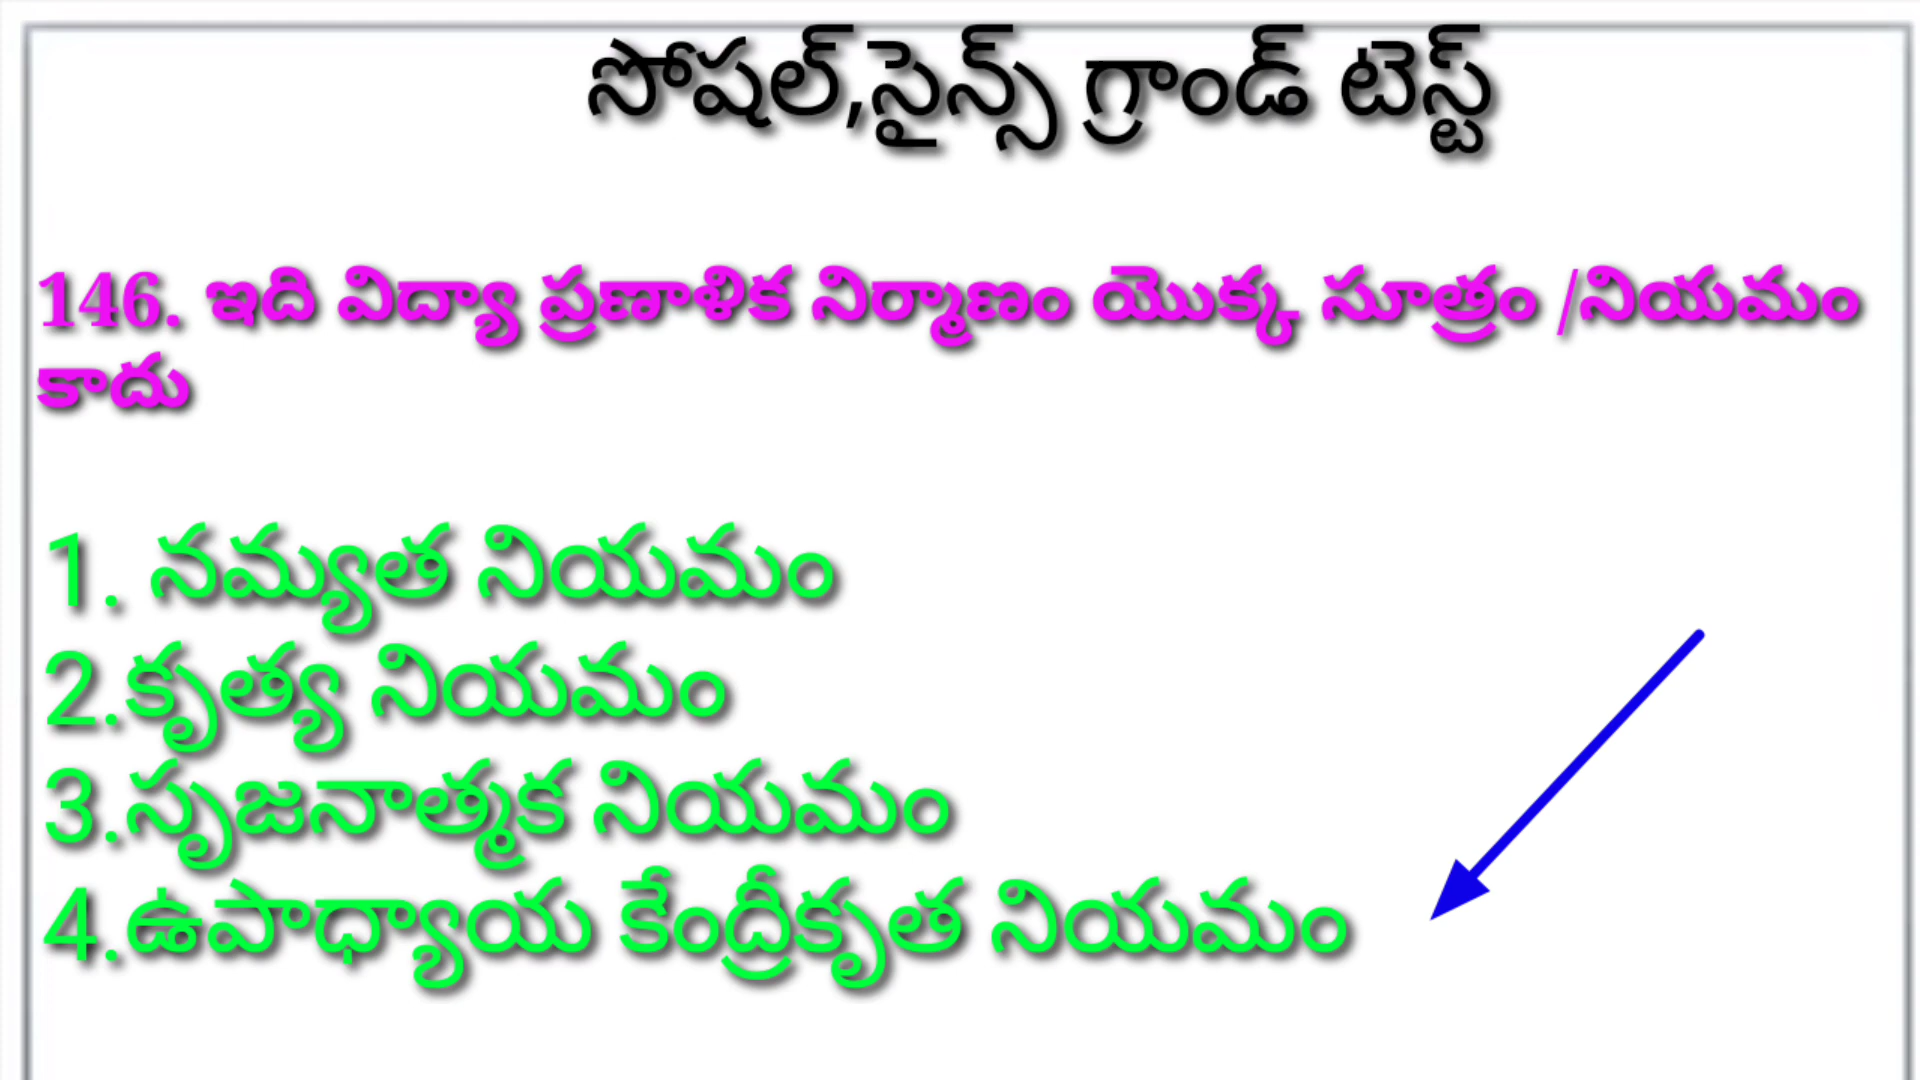 సోషల్,సైన్స్ గ్రాండ్ టెస్ట్
146. ఇది విద్యా ప్రణాళిక నిర్మాణం యొక్క సూత్రం /నియమం
కాదు
1. నమ్యత నియమం
2.కృత్య నియమం
3.సృజనాత్మక నియమం
4.ఉపాధ్యాయ కేంద్రీకృత నియమం